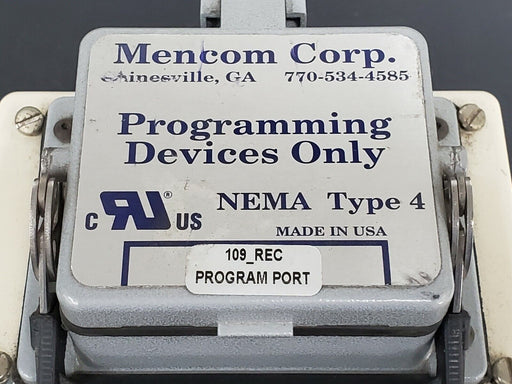 Mencom Corp.
Gainesville, GA 770-534-4585
Programming
Devices Only
c RU ® US
NEMA Type 4
MADE IN USA
109_REC
PROGRAM PORT